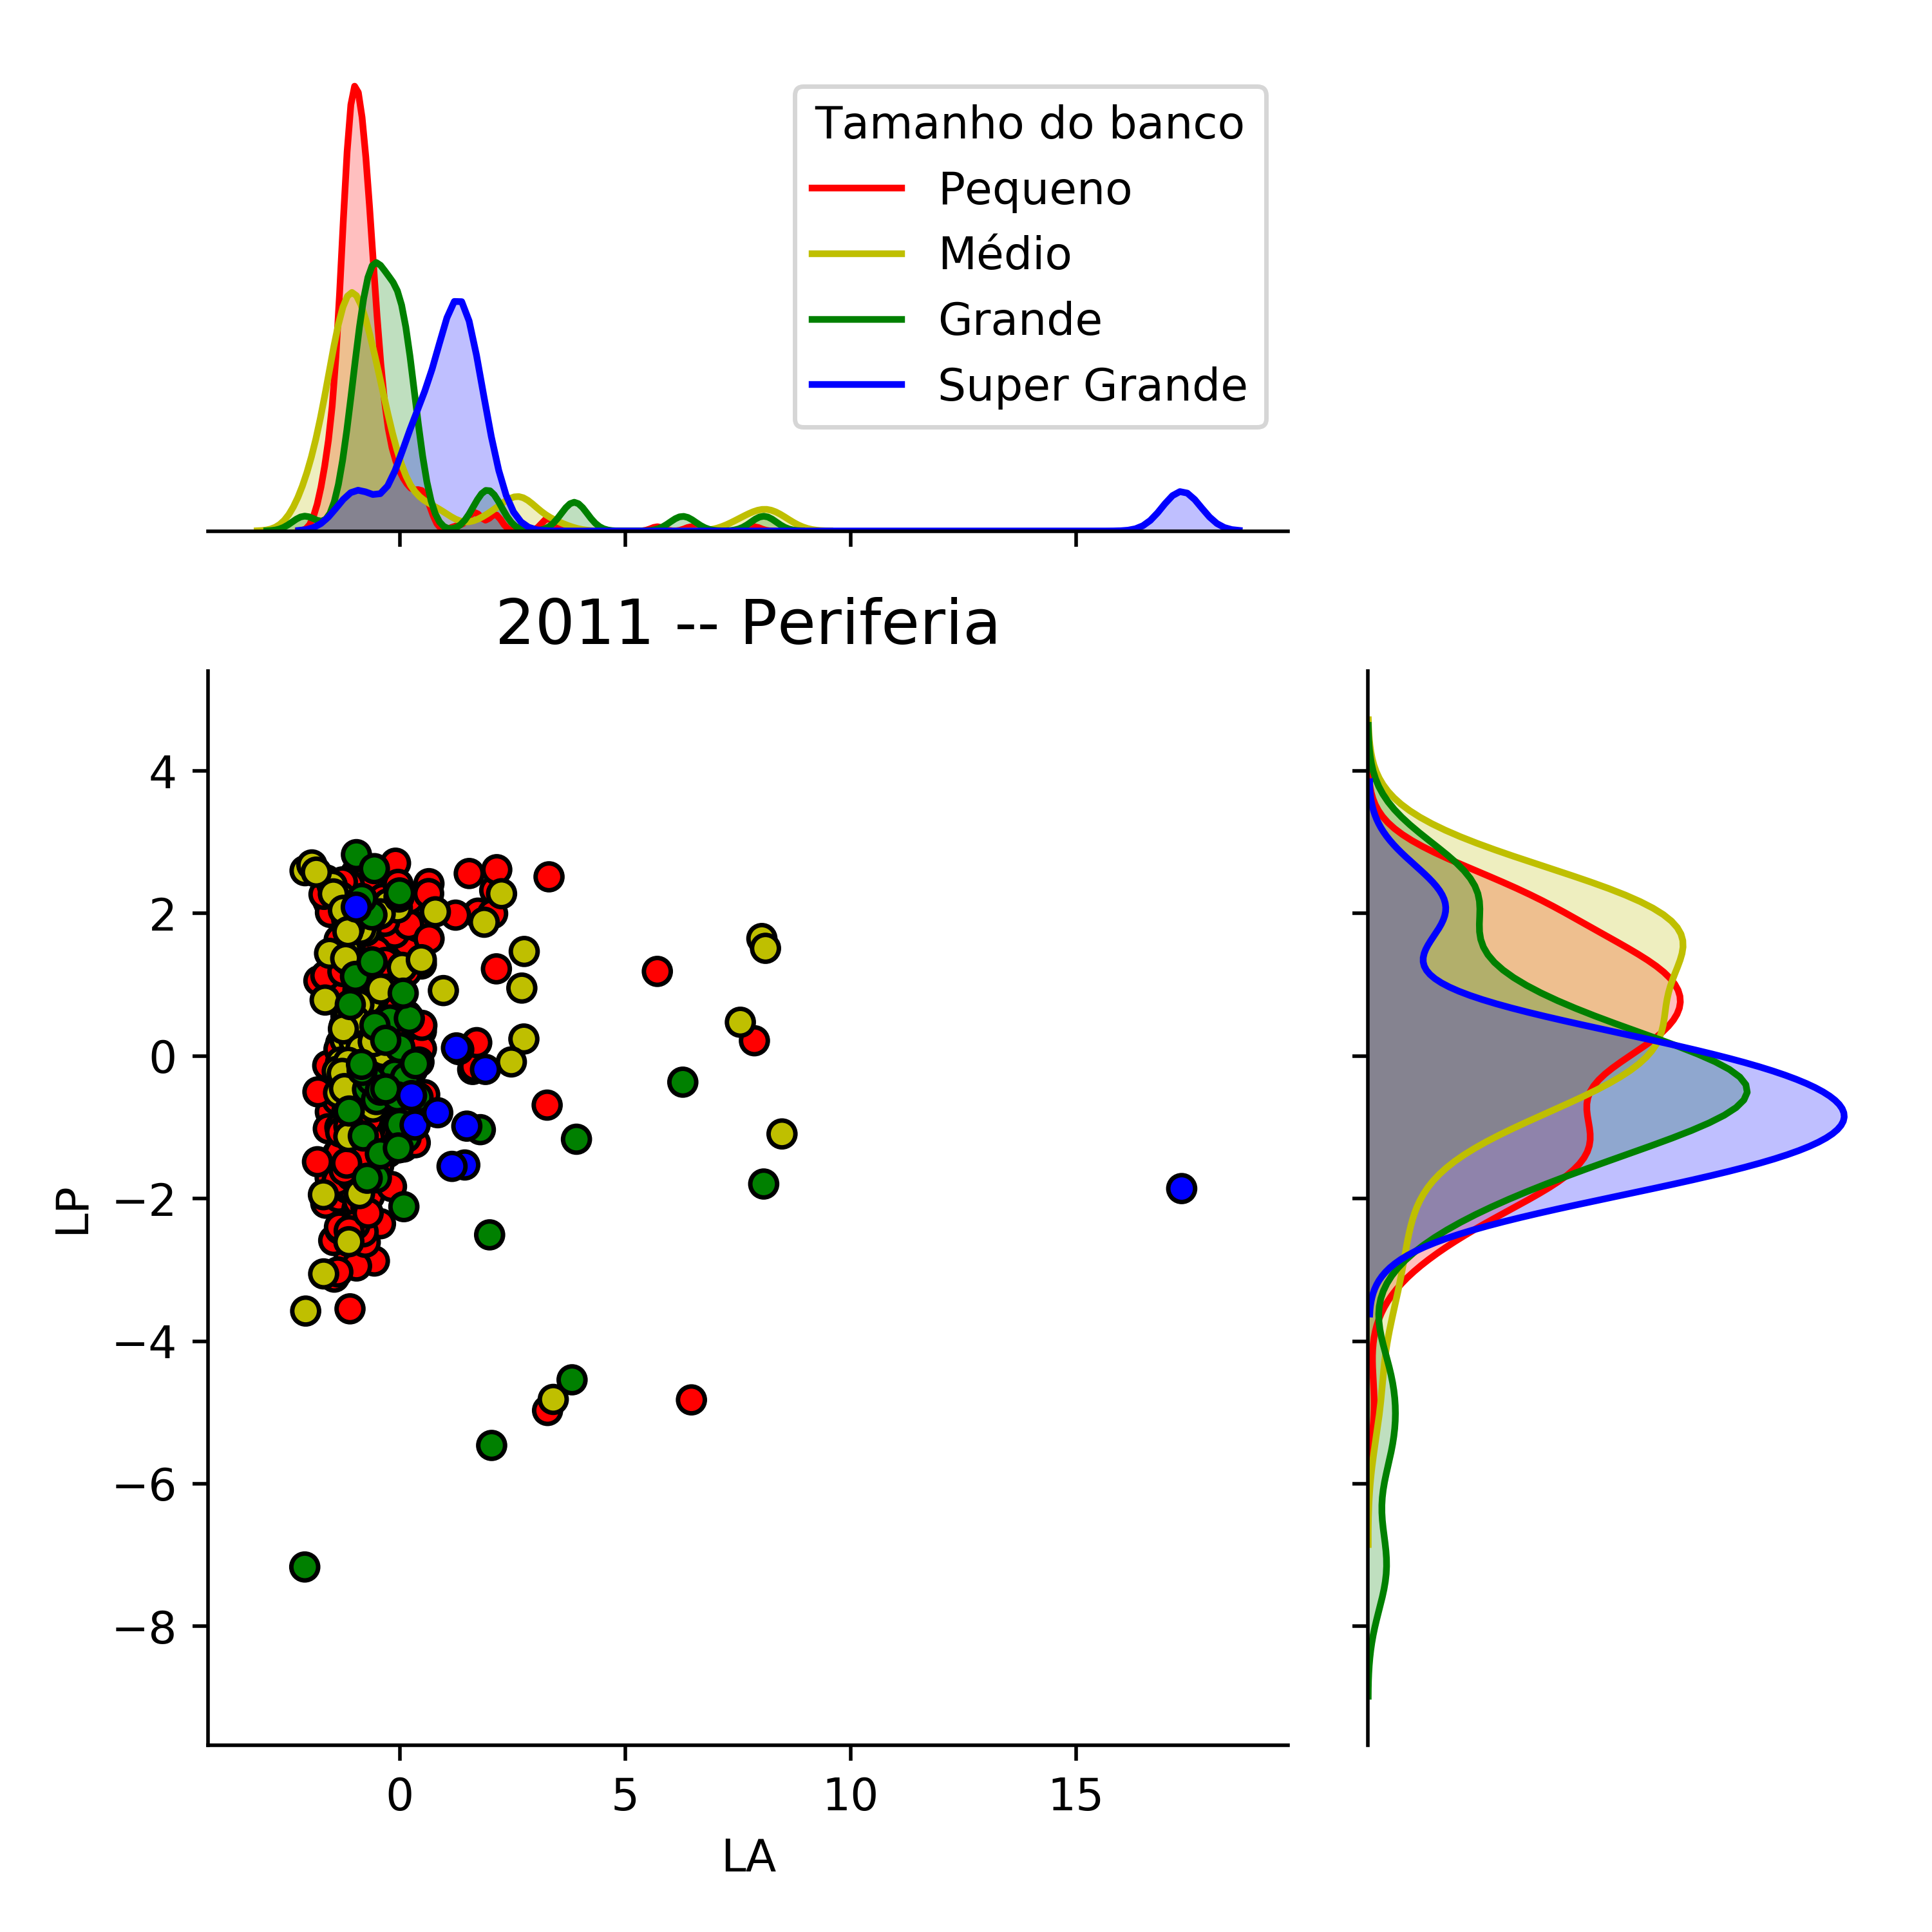 Tamanho do banco
Pequeno
Médio
Grande
Super Grande
2011 -- Periferia
4
2
0
−2
−4
−6
−8
LP
0 5 10 15
LA